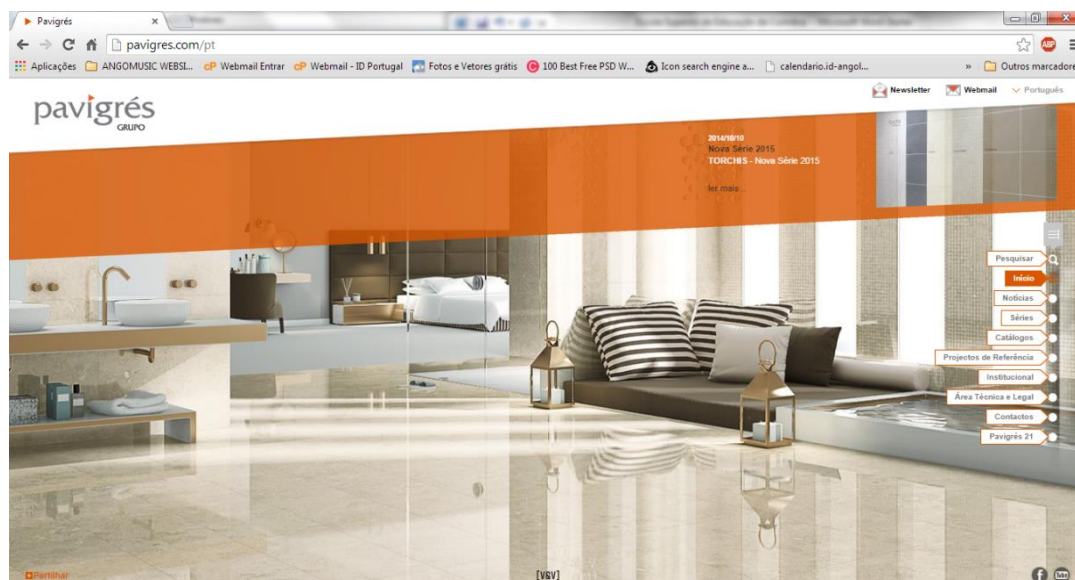 Pavigrés
pavigres.com/pt
Aplicações ANGOMUSIC WEBSI... Webmail Entrar Webmail - ID Portugal Fotos e Vetores grátis 100 Best Free PSD W... Icon search engine a... calendario.id-angol... » Outros marcadore
Newsletter Webmail Português
pavigrés
GRUPO
2014/10/10
Nova Série 2015
TORCHIS - Nova Série 2015
ler mais...
Pesquisar
Início
Notícias
Séries
Catálogos
Projectos de Referência
Institucional
Área Técnica e Legal
Contactos
Pavigrés 21
Partilhar
[V&V]